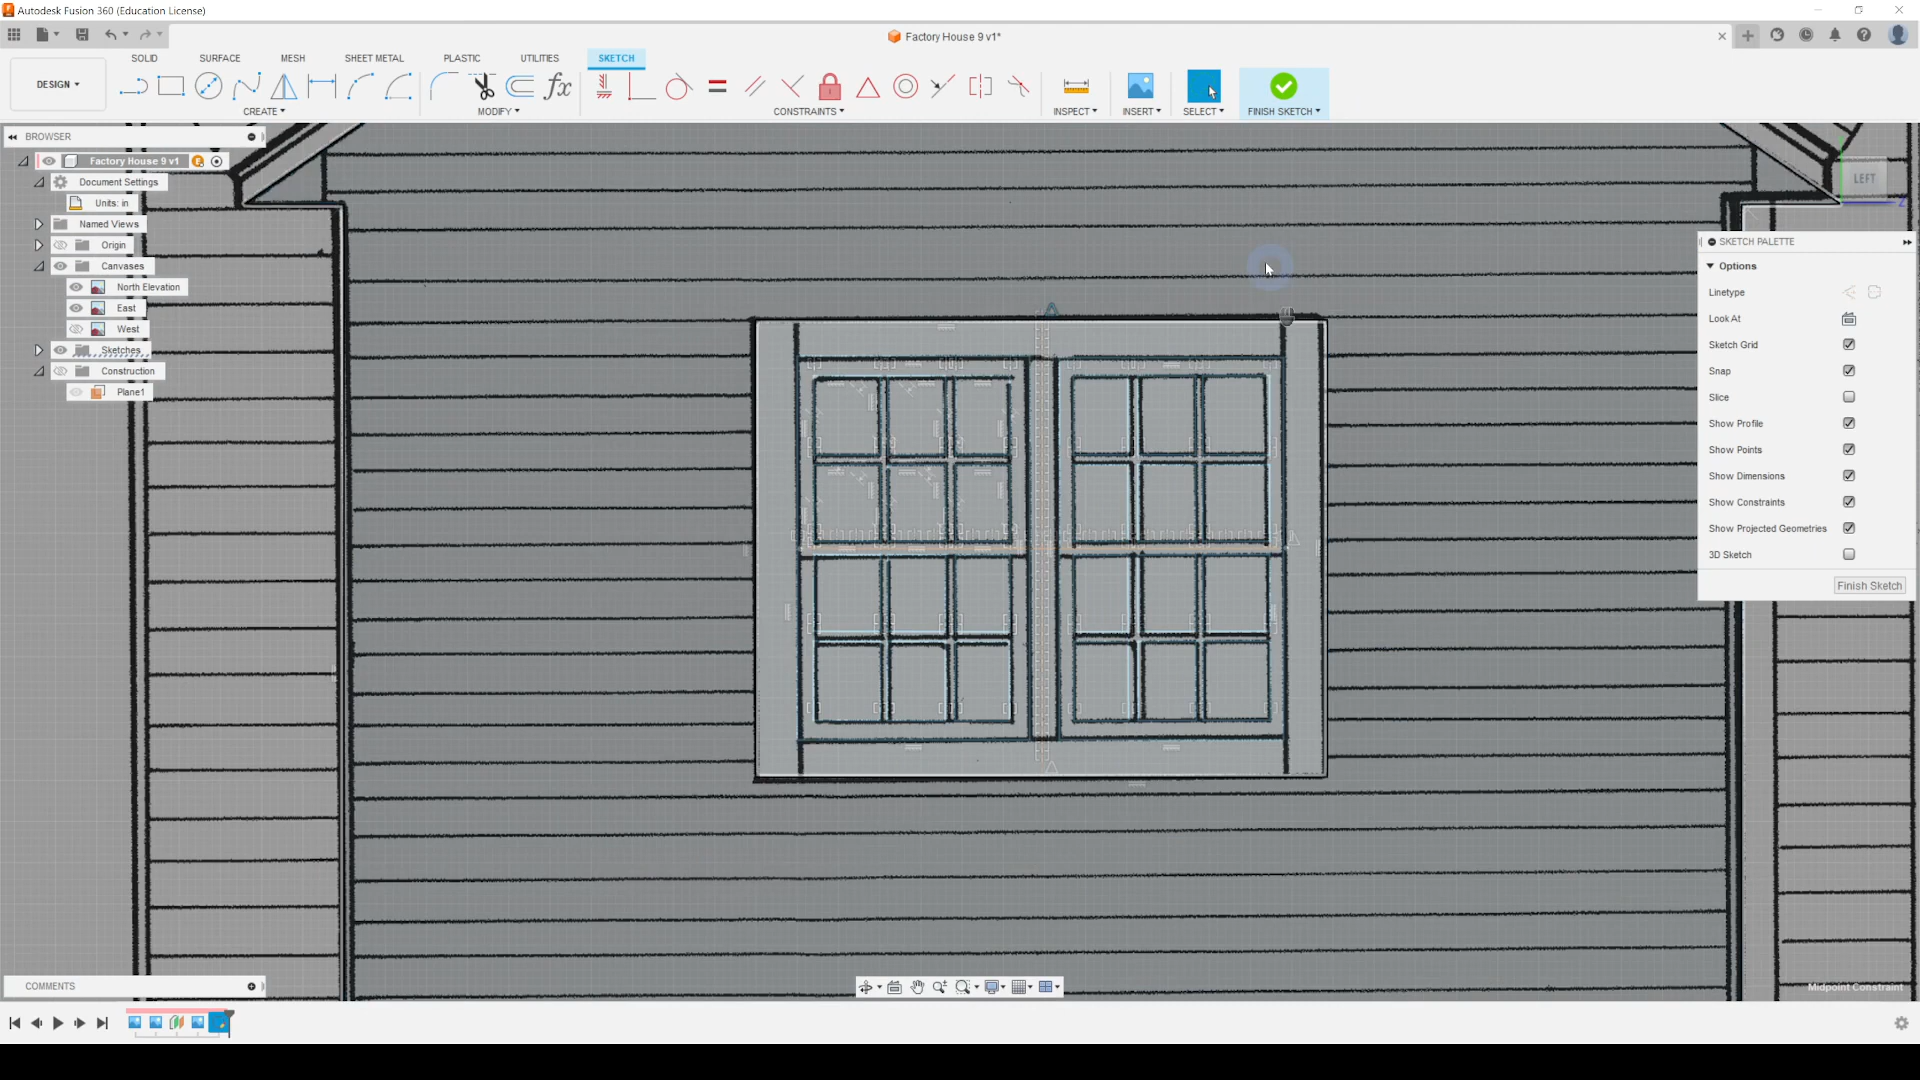 Autodesk Fusion 360 (Education License)
Factory House 9 v1*
SOLID
SURFACE
MESH
SHEET METAL
PLASTIC
UTILITIES
SKETCH
DESIGN
CREATE
MODIFY
fx
CONSTRAINTS
INSPECT
INSERT
SELECT
FINISH SKETCH
BROWSER
Factory House 9 v1
Document Settings
Units: in
Named Views
Origin
Canvases
North Elevation
East
West
Sketches
Construction
Plane1
LEFT
Z
SKETCH PALETTE
Options
Linetype
Look At
Sketch Grid
Snap
Slice
Show Profile
Show Points
Show Dimensions
Show Constraints
Show Projected Geometries
3D Sketch
Finish Sketch
COMMENTS
Midpoint Constraint